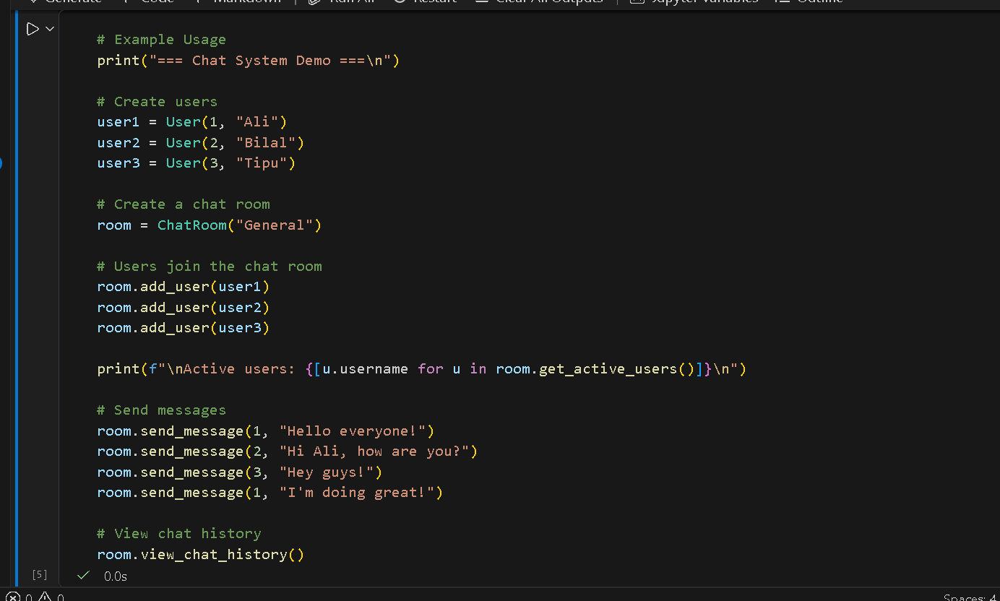 Generate + Code + Markdown | Run All Restart Clear All Outputs | Jupyter Variables Outline
# Example Usage
print("=== Chat System Demo ===\n")
# Create users
user1 = User(1, "Ali")
user2 = User(2, "Bilal")
user3 = User(3, "Tipu")
# Create a chat room
room = ChatRoom("General")
# Users join the chat room
room.add_user(user1)
room.add_user(user2)
room.add_user(user3)
print(f"\nActive users: {[u.username for u in room.get_active_users()]}\n")
# Send messages
room.send_message(1, "Hello everyone!")
room.send_message(2, "Hi Ali, how are you?")
room.send_message(3, "Hey guys!")
room.send_message(1, "I'm doing great!")
# View chat history
room.view_chat_history()
[5] 0.0s
0 0 Spaces: 4